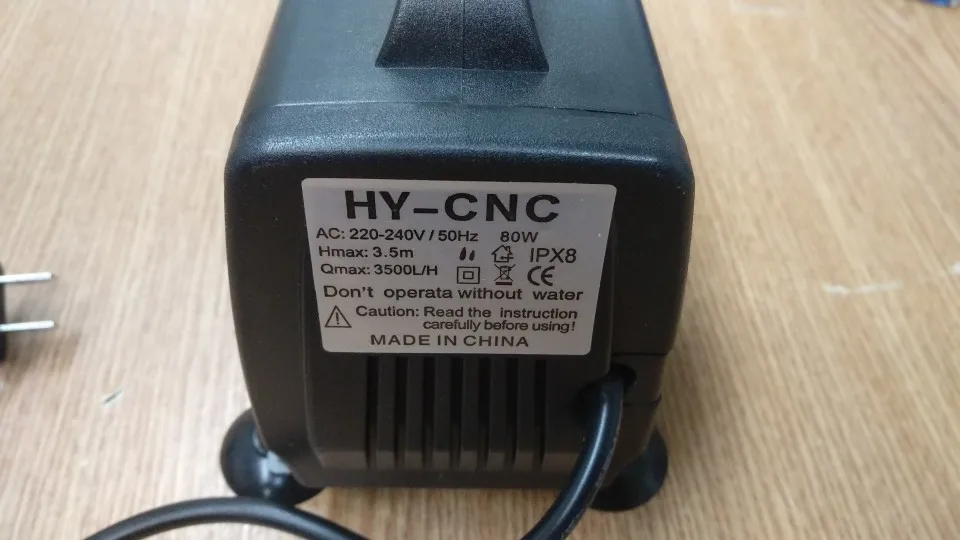 HY-CNC
AC: 220-240V/50Hz 80W
Hmax: 3.5m IPX8
Qmax: 3500L/H CE
Don't operata without water
Caution: Read the instruction
carefully before using!
MADE IN CHINA